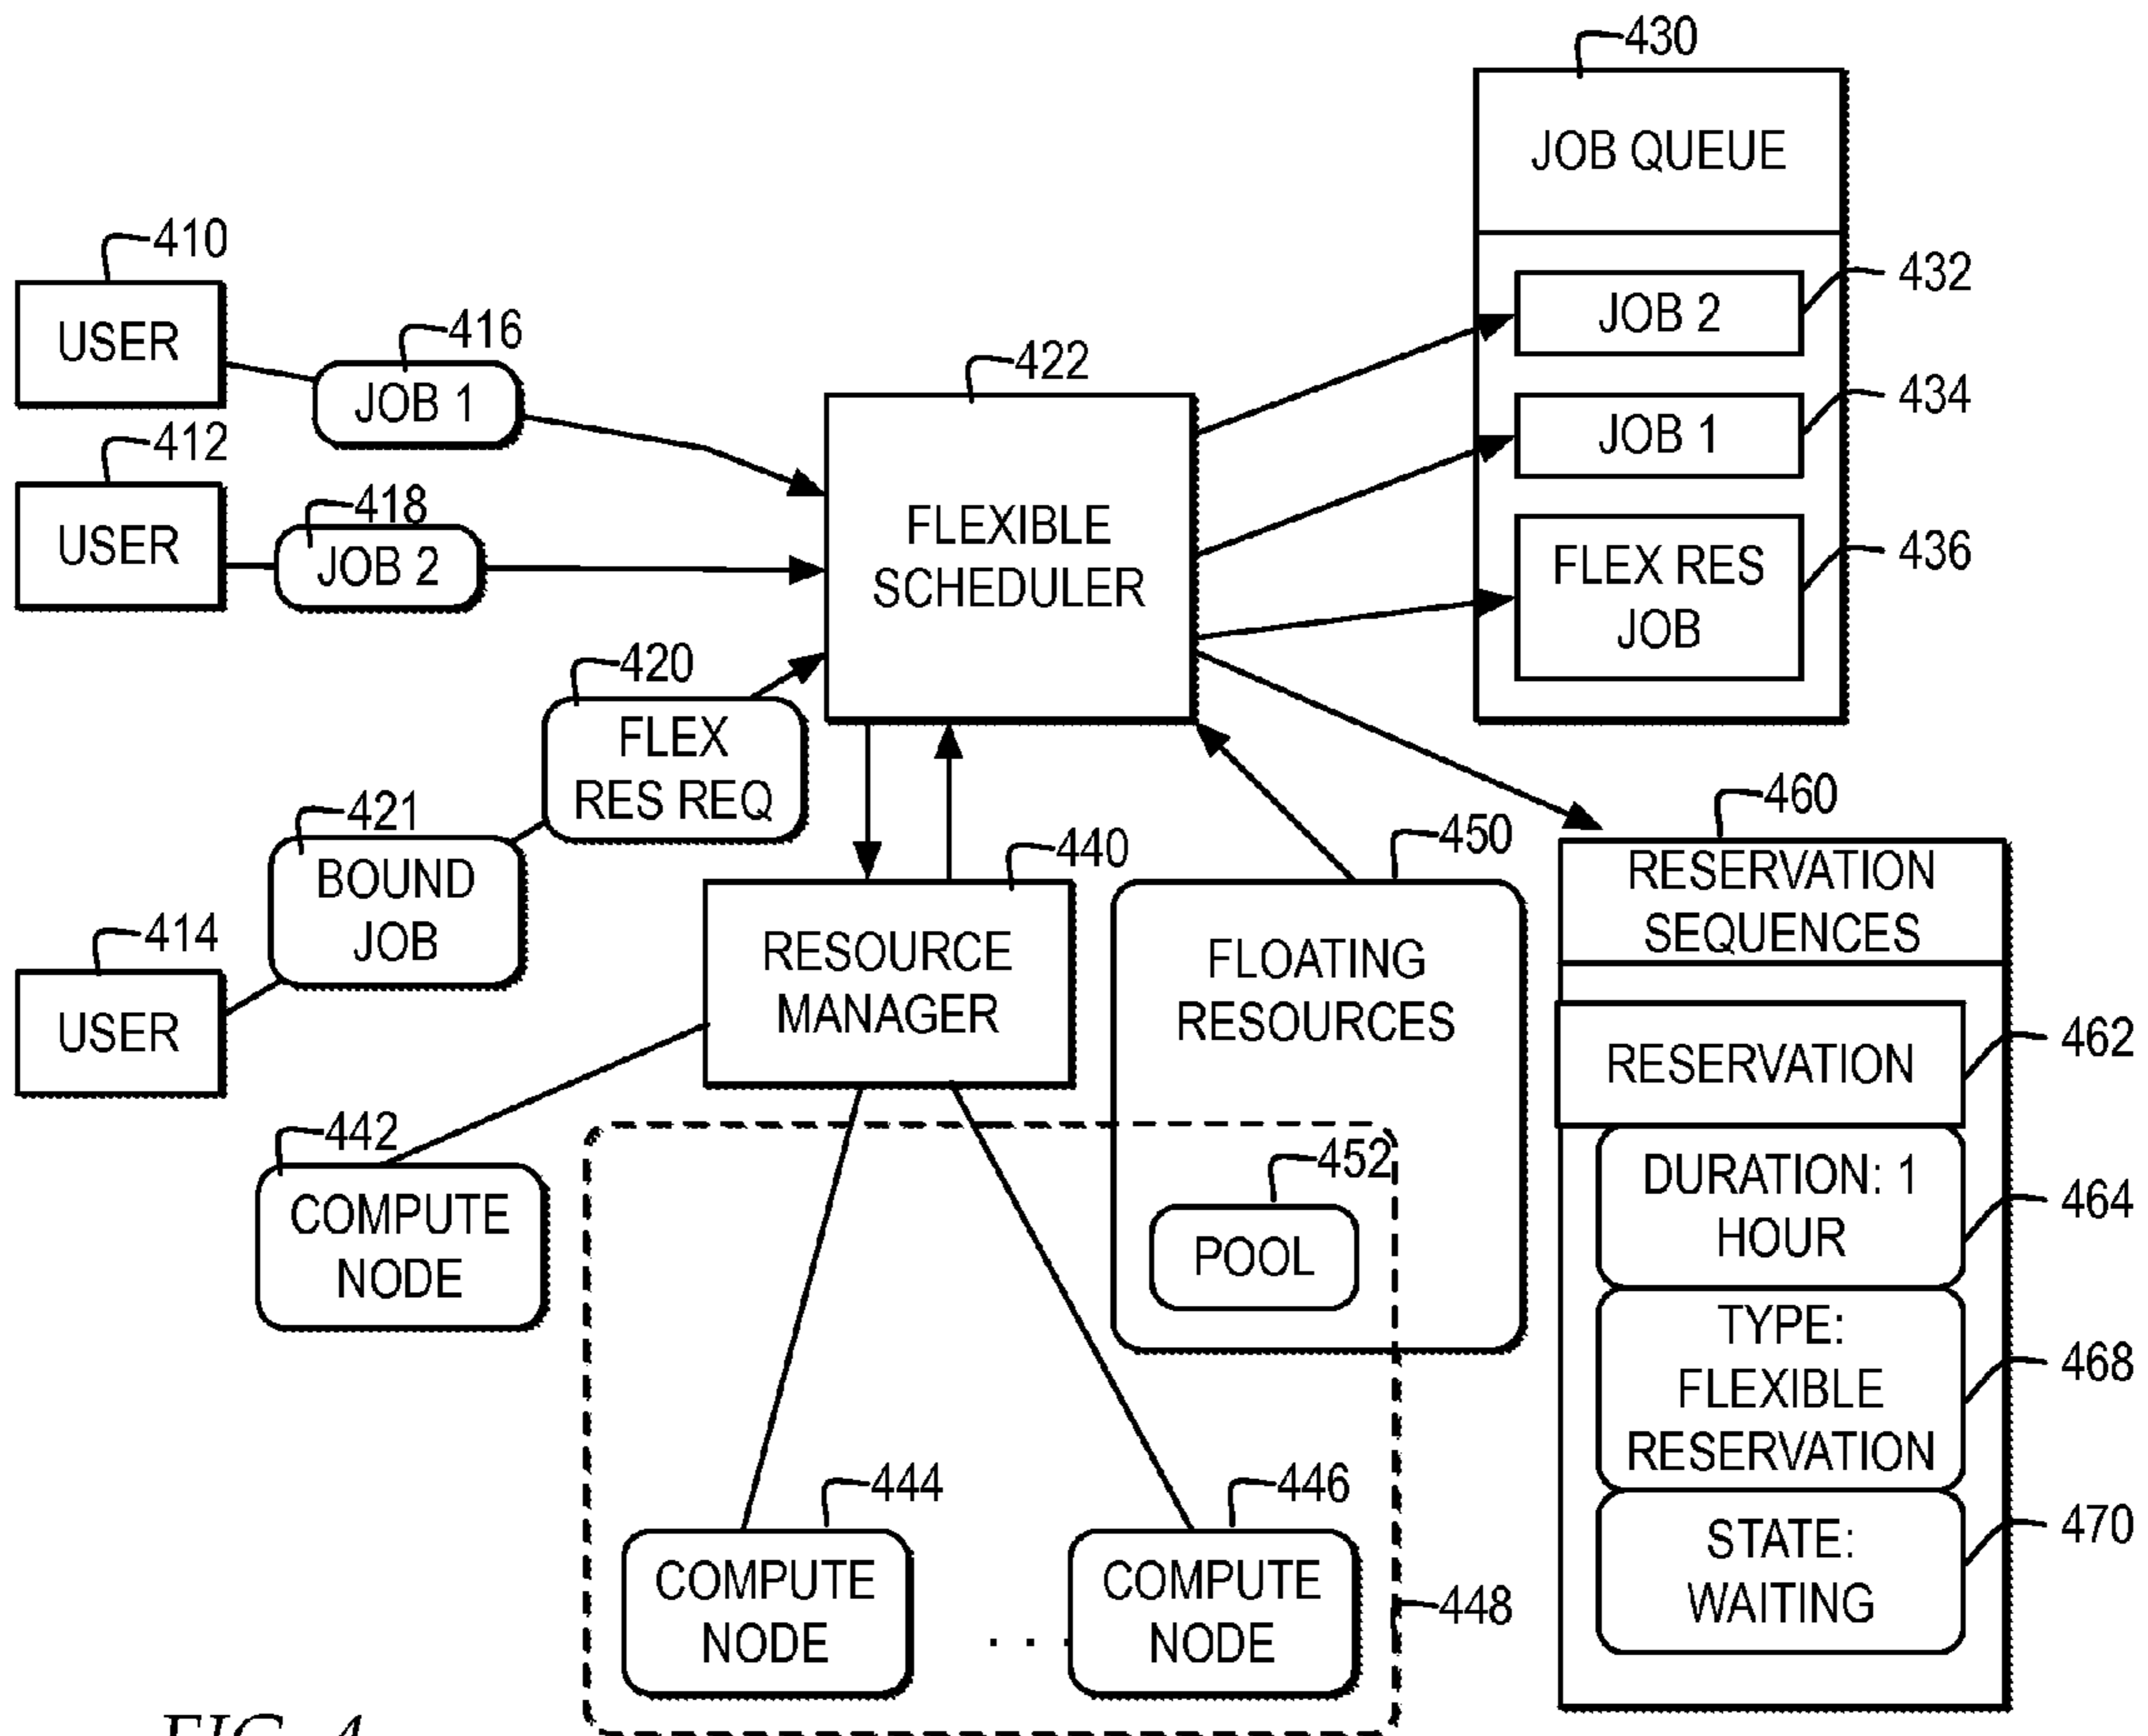 430
JOB QUEUE
410
432
USER
416
JOB 2
JOB 1
422
434
412
JOB 1
418
USER
JOB 2
FLEXIBLE
SCHEDULER
FLEX RES
JOB
436
420
FLEX
RES REQ
421
BOUND
JOB
440
450
460
RESERVATION
SEQUENCES
414
USER
RESOURCE
MANAGER
FLOATING
RESOURCES
462
RESERVATION
442
COMPUTE
NODE
452
POOL
DURATION: 1
HOUR
464
TYPE:
FLEXIBLE
RESERVATION
468
444
446
470
COMPUTE
NODE
. . .
COMPUTE
NODE
448
STATE:
WAITING
FIG. 4